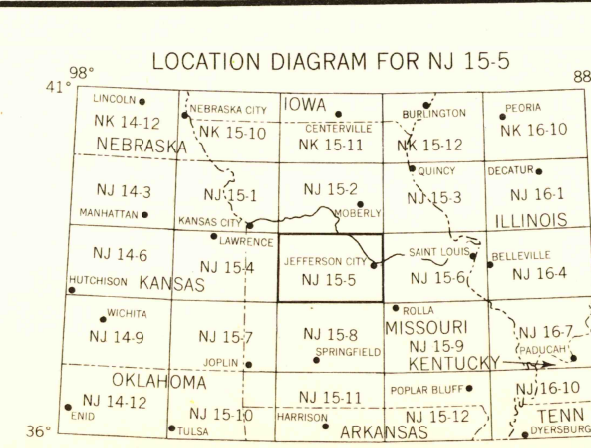 LOCATION DIAGRAM FOR NJ 15-5
98°
88
41°
LINCOLN
NEBRASKA CITY
IOWA
BURLINGTON
PEORIA
NK 14-12
NK 15-10
CENTERVILLE
NK 15-11
NK 15-12
NK 16-10
NEBRASKA
QUINCY
DECATUR
NJ 14-3
NJ 15-1
NJ 15-2
NJ 15-3
NJ 16-1
MANHATTAN
KANSAS CITY
MOBERLY
ILLINOIS
LAWRENCE
NJ 14-6
NJ 15-4
JEFFERSON CITY
NJ 15-5
SAINT LOUIS
NJ 15-6
BELLEVILLE
NJ 16-4
HUTCHISON
KANSAS
WICHITA
ROLLA
NJ 14-9
NJ 15-7
NJ 15-8
MISSOURI
NJ 15-9
NJ 16-7
JOPLIN
SPRINGFIELD
KENTUCKY
PADUCAH
OKLAHOMA
NJ 14-12
NJ 15-11
POPLAR BLUFF
NJ 16-10
ENID
NJ 15-10
HARRISON
NJ 15-12
TENN
36°
TULSA
ARKANSAS
DYERSBURG